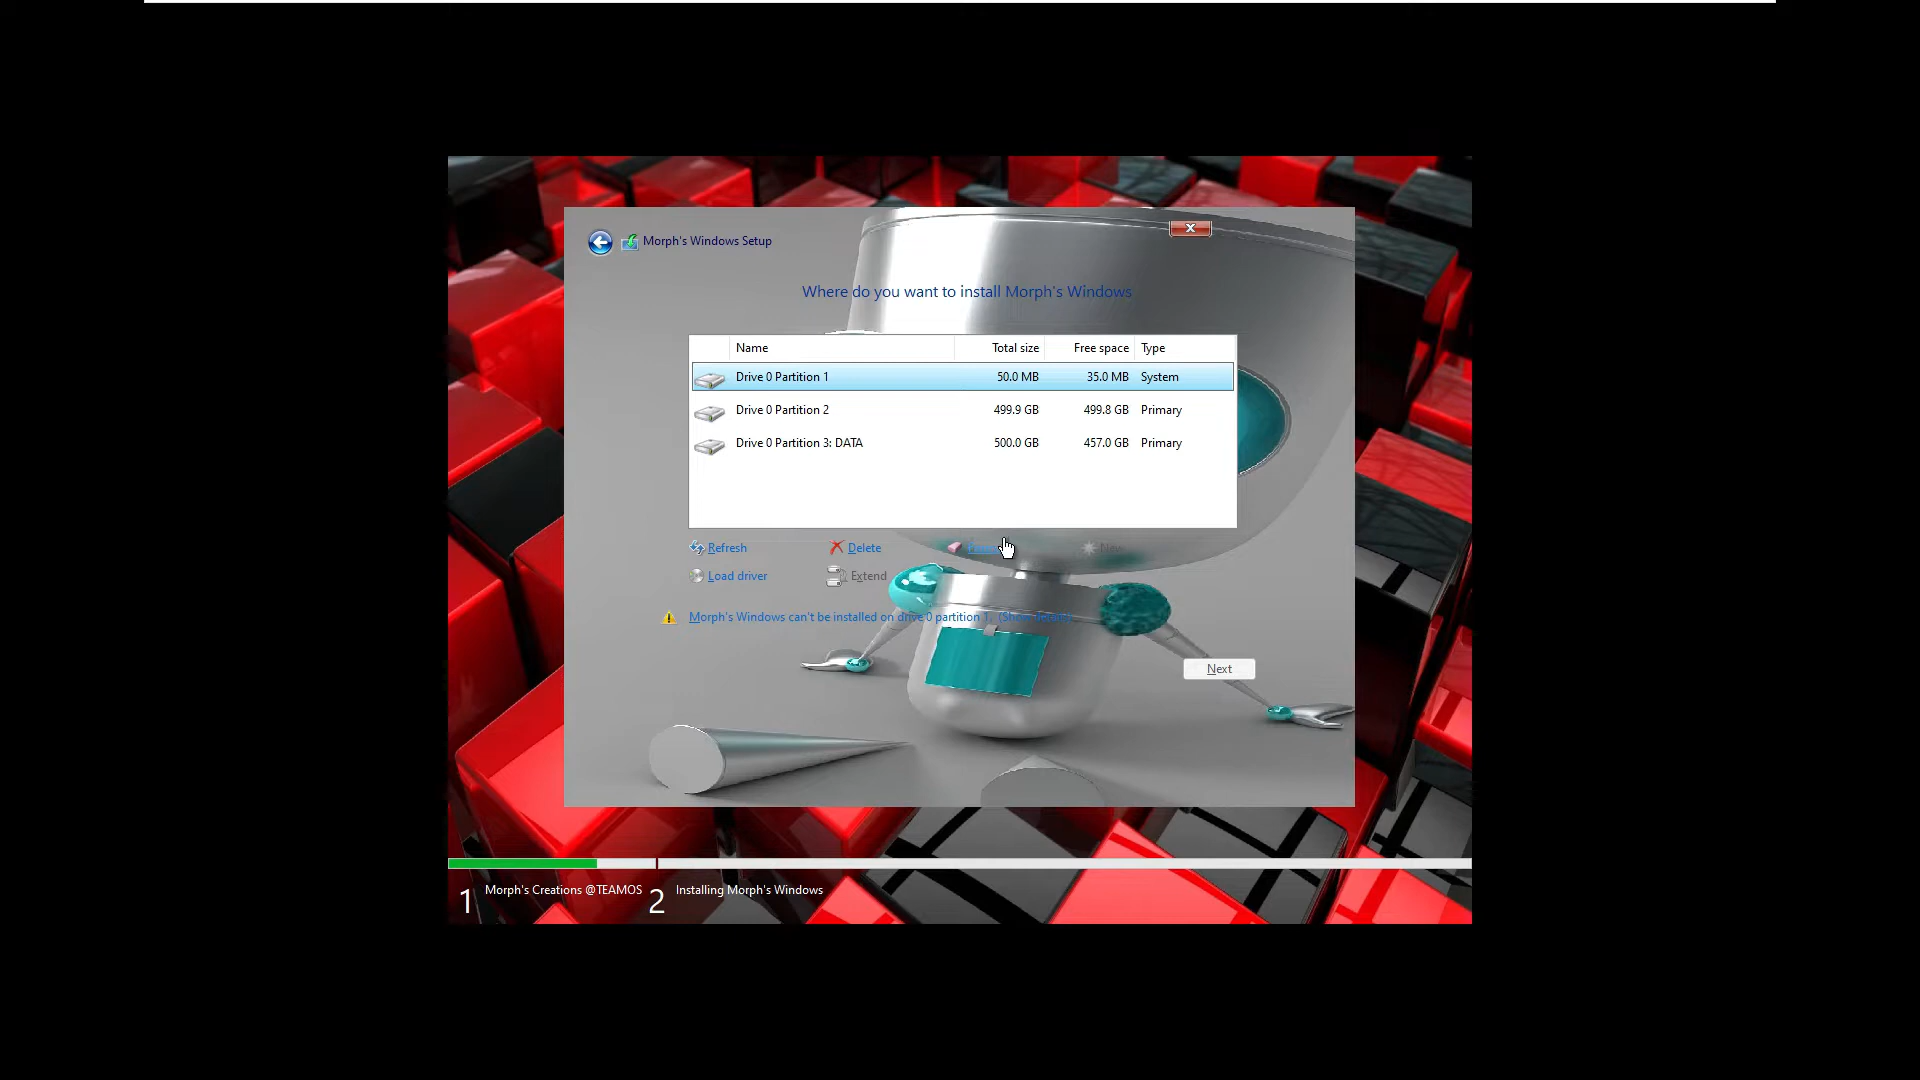 Morph's Windows Setup
Where do you want to install Morph's Windows
Name Total size Free space Type
Drive 0 Partition 1 50.0 MB 35.0 MB System
Drive 0 Partition 2 499.9 GB 499.8 GB Primary
Drive 0 Partition 3: DATA 500.0 GB 457.0 GB Primary
Refresh Delete New
Load driver Extend
Morph's Windows can't be installed on drive 0 partition 1. (Show details)
Next
1 Morph's Creations @TEAMOS 2 Installing Morph's Windows